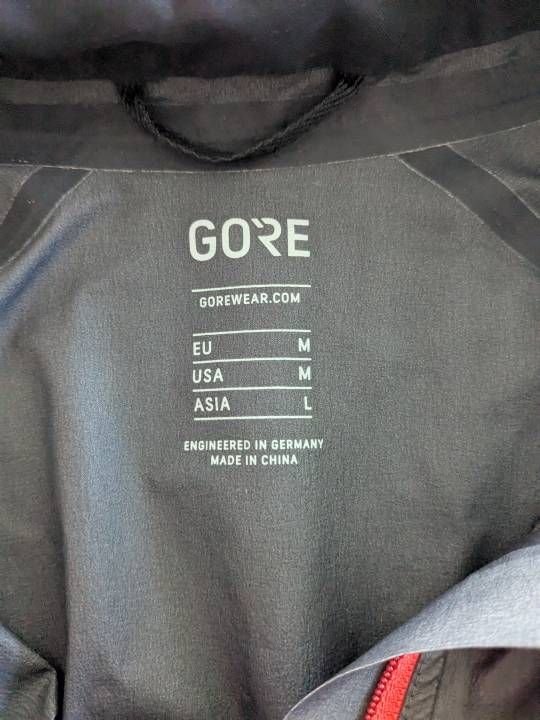 GORE
GOREWEAR.COM
EU M
USA M
ASIA L
ENGINEERED IN GERMANY
MADE IN CHINA